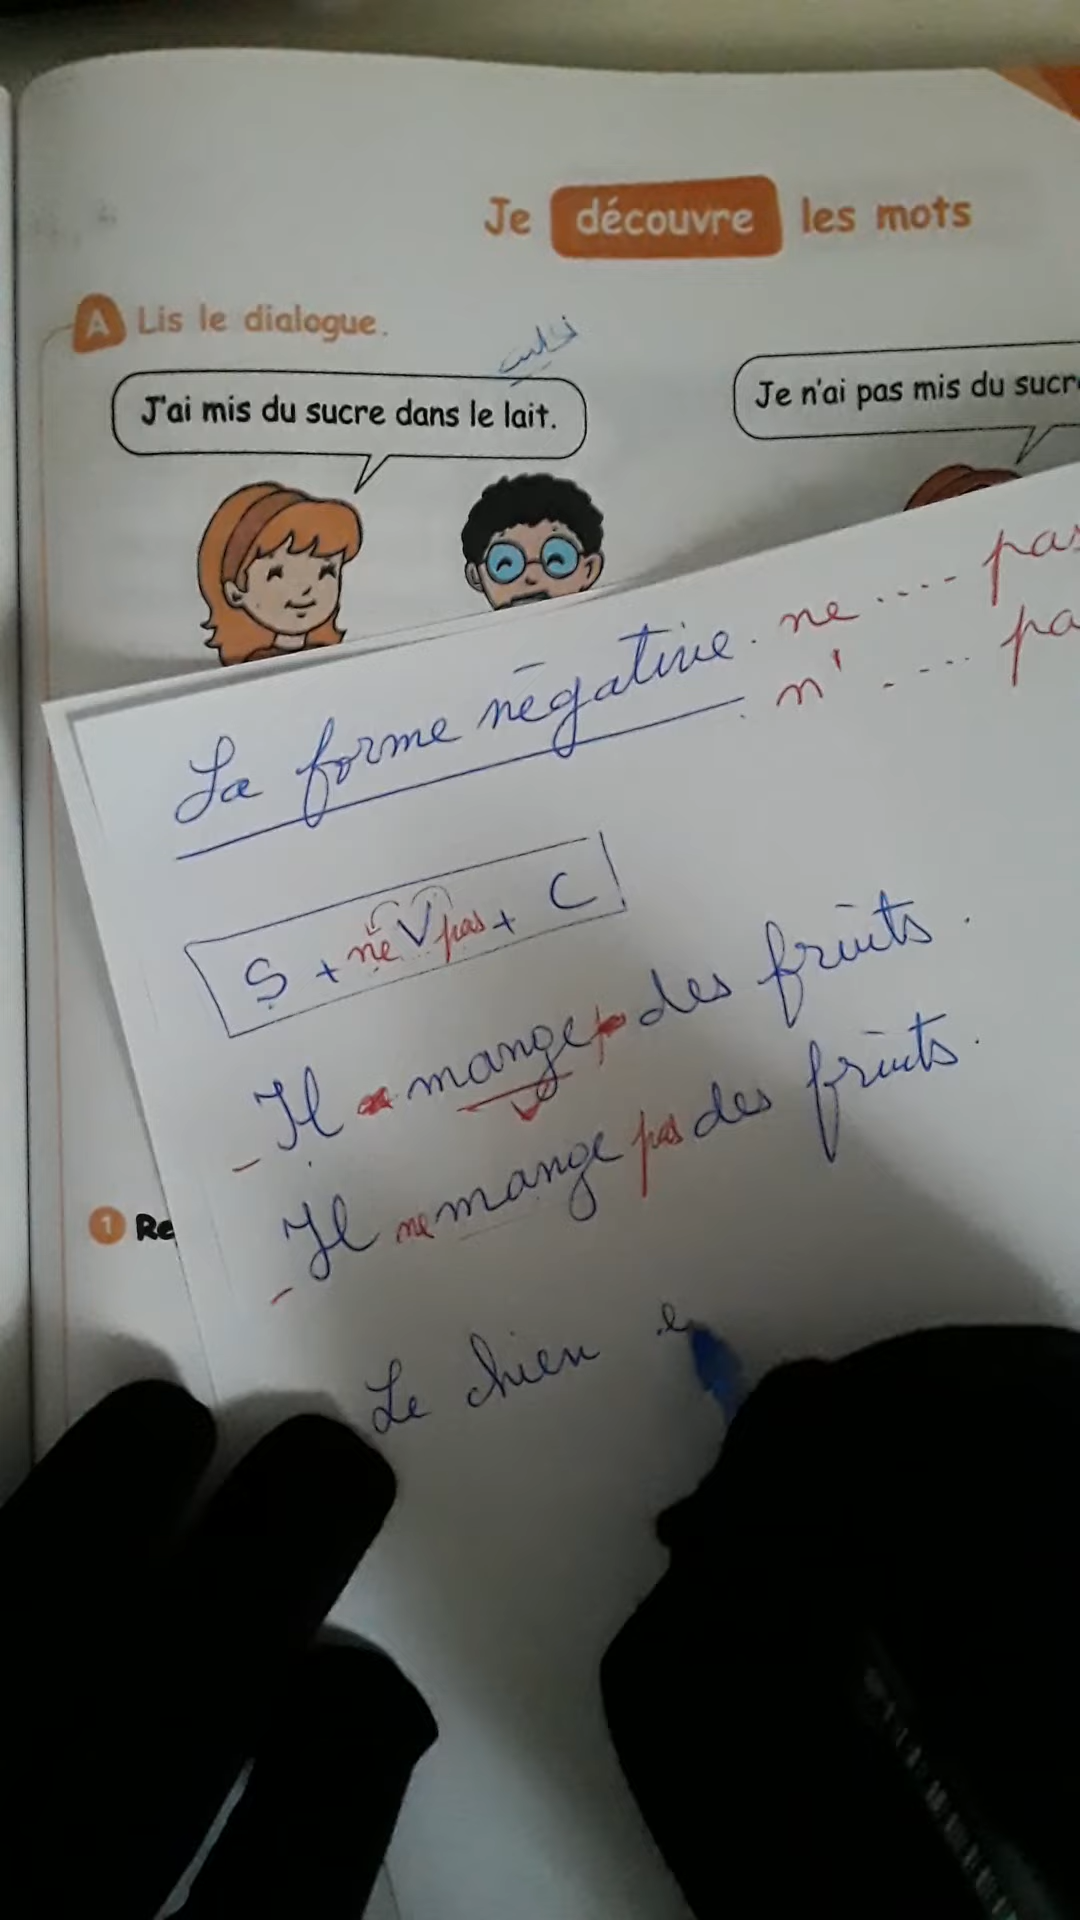 Je découvre les mots
A Lis le dialogue.
حليب
J'ai mis du sucre dans le lait.
Je n'ai pas mis du sucr
La forme négative. ne .... pas
n' .... pa
S + ne V pas + C
- Il mange des fruits.
- Il ne mange pas des fruits.
1 Re
Le chien e